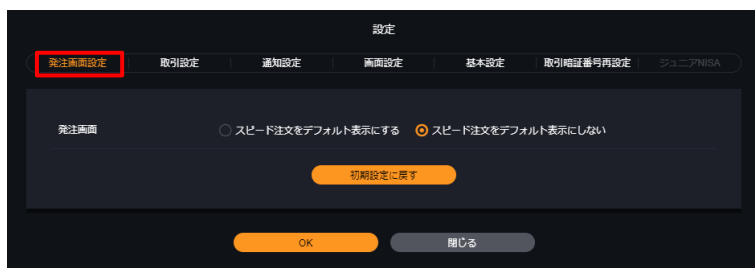 設定
発注画面設定 取引設定 通知設定 画面設定 基本設定 取引暗証番号再設定 ジュニアNISA
発注画面 スピード注文をデフォルト表示にする スピード注文をデフォルト表示にしない
初期設定に戻す
OK 閉じる